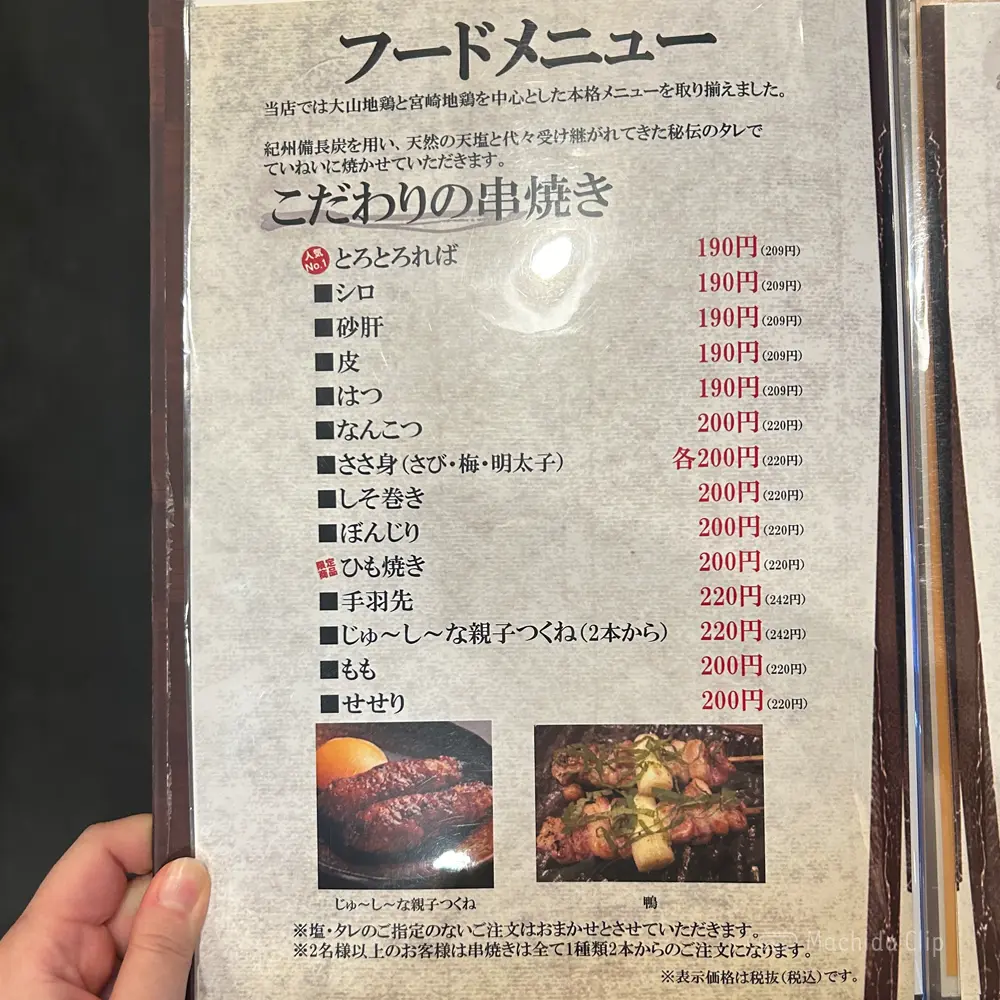 フードメニュー
当店では大山地鶏と宮崎地鶏を中心とした本格メニューを取り揃えました。
紀州備長炭を用い、天然の天塩と代々受け継がれてきた秘伝のタレで
ていねいに焼かせていただきます。
こだわりの串焼き
人気No.1 とろとろればー 190円(209円)
■シロ 190円(209円)
■砂肝 190円(209円)
■皮 190円(209円)
■はつ 190円(209円)
■なんこつ 200円(220円)
■ささ身(さび・梅・明太子) 各200円(220円)
■しそ巻き 200円(220円)
■ぼんじり 200円(220円)
限定商品 ひも焼き 200円(220円)
■手羽先 220円(242円)
■じゅ〜し〜な親子つくね(2本から) 220円(242円)
■もも 200円(220円)
■せせり 200円(220円)
じゅ〜し〜な親子つくね 鴨
※塩・タレのご指定のないご注文はおまかせとさせていただきます。
※2名様以上のお客様は串焼きは全て1種類2本からのご注文になります。
Machida Clip
※表示価格は税抜(税込)です。